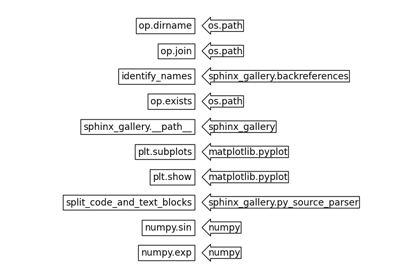 op.dirname os.path
op.join os.path
identify_names sphinx_gallery.backreferences
op.exists os.path
sphinx_gallery.__path__ sphinx_gallery
plt.subplots matplotlib.pyplot
plt.show matplotlib.pyplot
split_code_and_text_blocks sphinx_gallery.py_source_parser
numpy.sin numpy
numpy.exp numpy